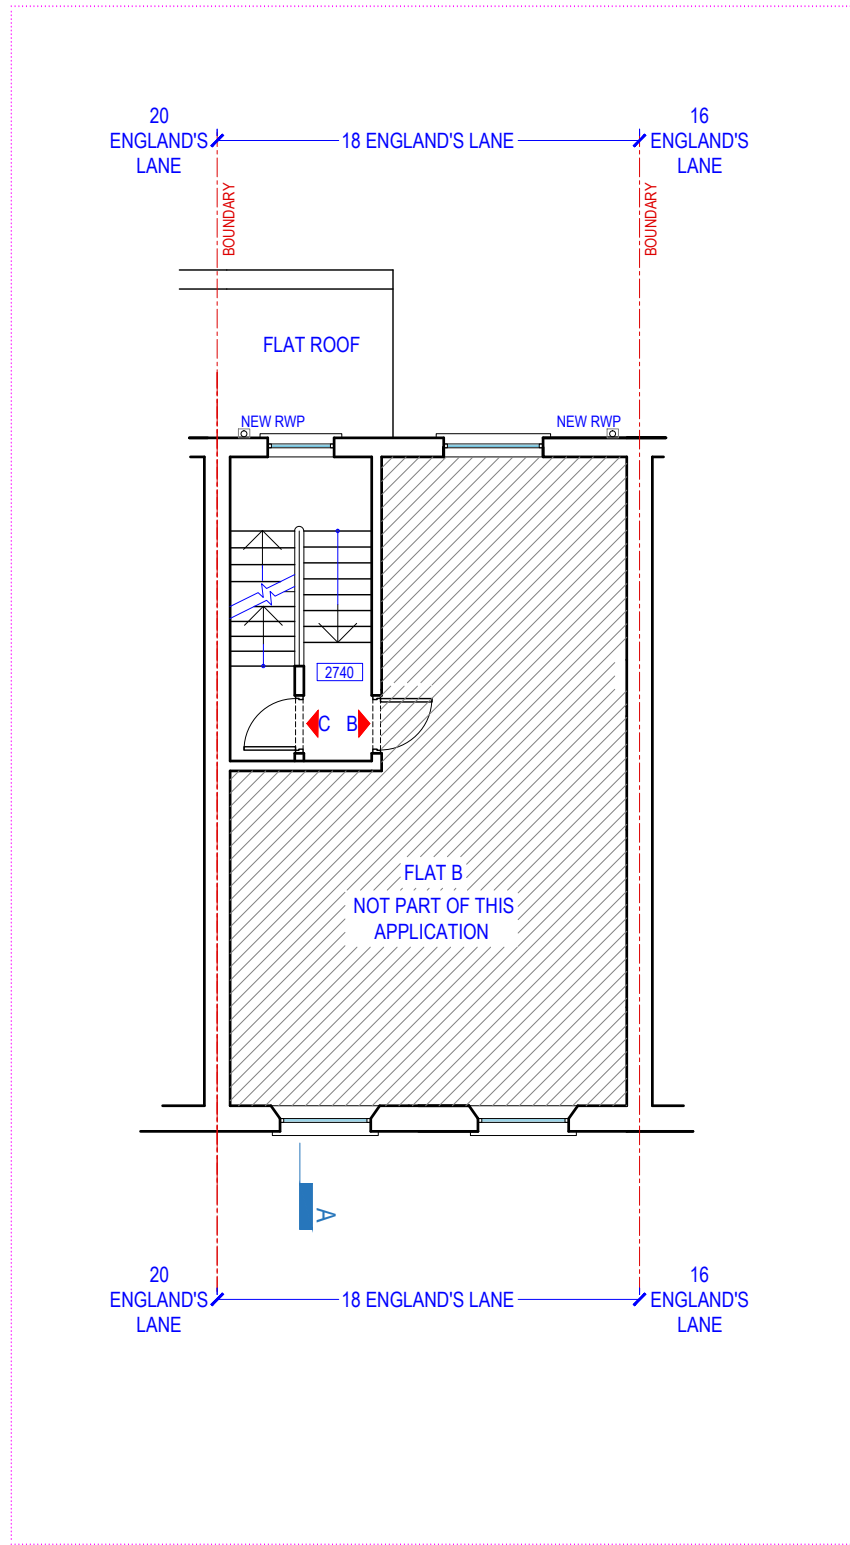 20
ENGLAND'S
LANE
18 ENGLAND'S LANE
16
ENGLAND'S
LANE
BOUNDARY
BOUNDARY
FLAT ROOF
NEW RWP
NEW RWP
2740
C
B
FLAT B
NOT PART OF THIS
APPLICATION
A
20
ENGLAND'S
LANE
18 ENGLAND'S LANE
16
ENGLAND'S
LANE